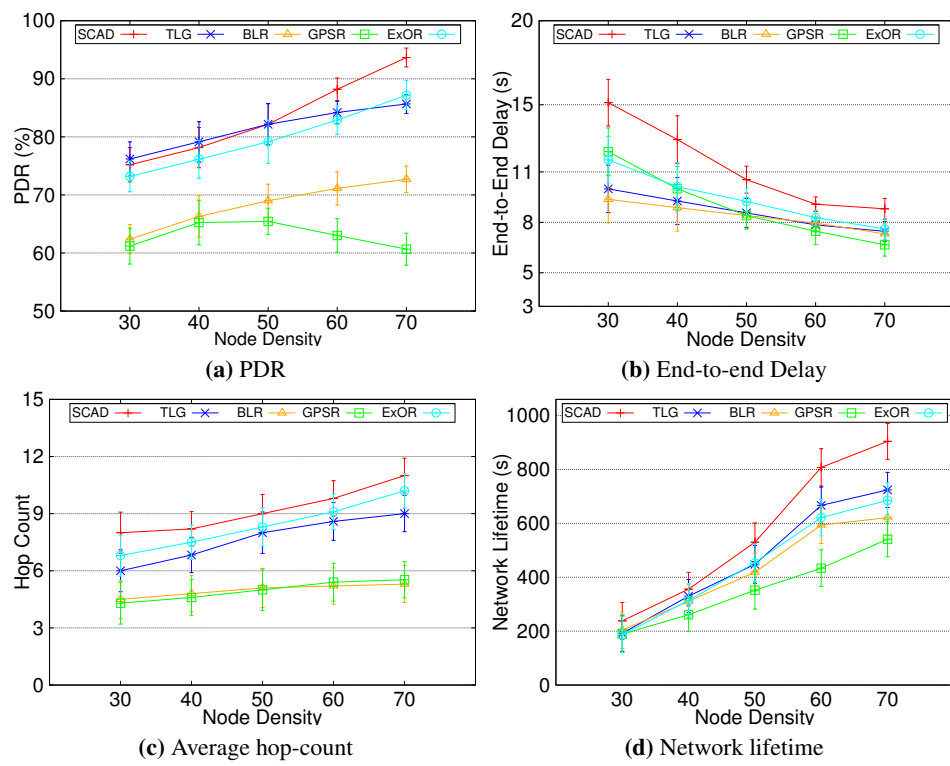 100
90
80
70
60
50
PDR (%)
SCAD TLG BLR GPSR ExOR
30 40 50 60 70
Node Density
(a) PDR
20
15
11
8
5
3
End-to-End Delay (s)
SCAD TLG BLR GPSR ExOR
30 40 50 60 70
Node Density
(b) End-to-end Delay
15
12
9
6
3
0
Hop Count
SCAD TLG BLR GPSR ExOR
30 40 50 60 70
Node Density
(c) Average hop-count
1000
800
600
400
200
0
Network Lifetime (s)
SCAD TLG BLR GPSR ExOR
30 40 50 60 70
Node Density
(d) Network lifetime